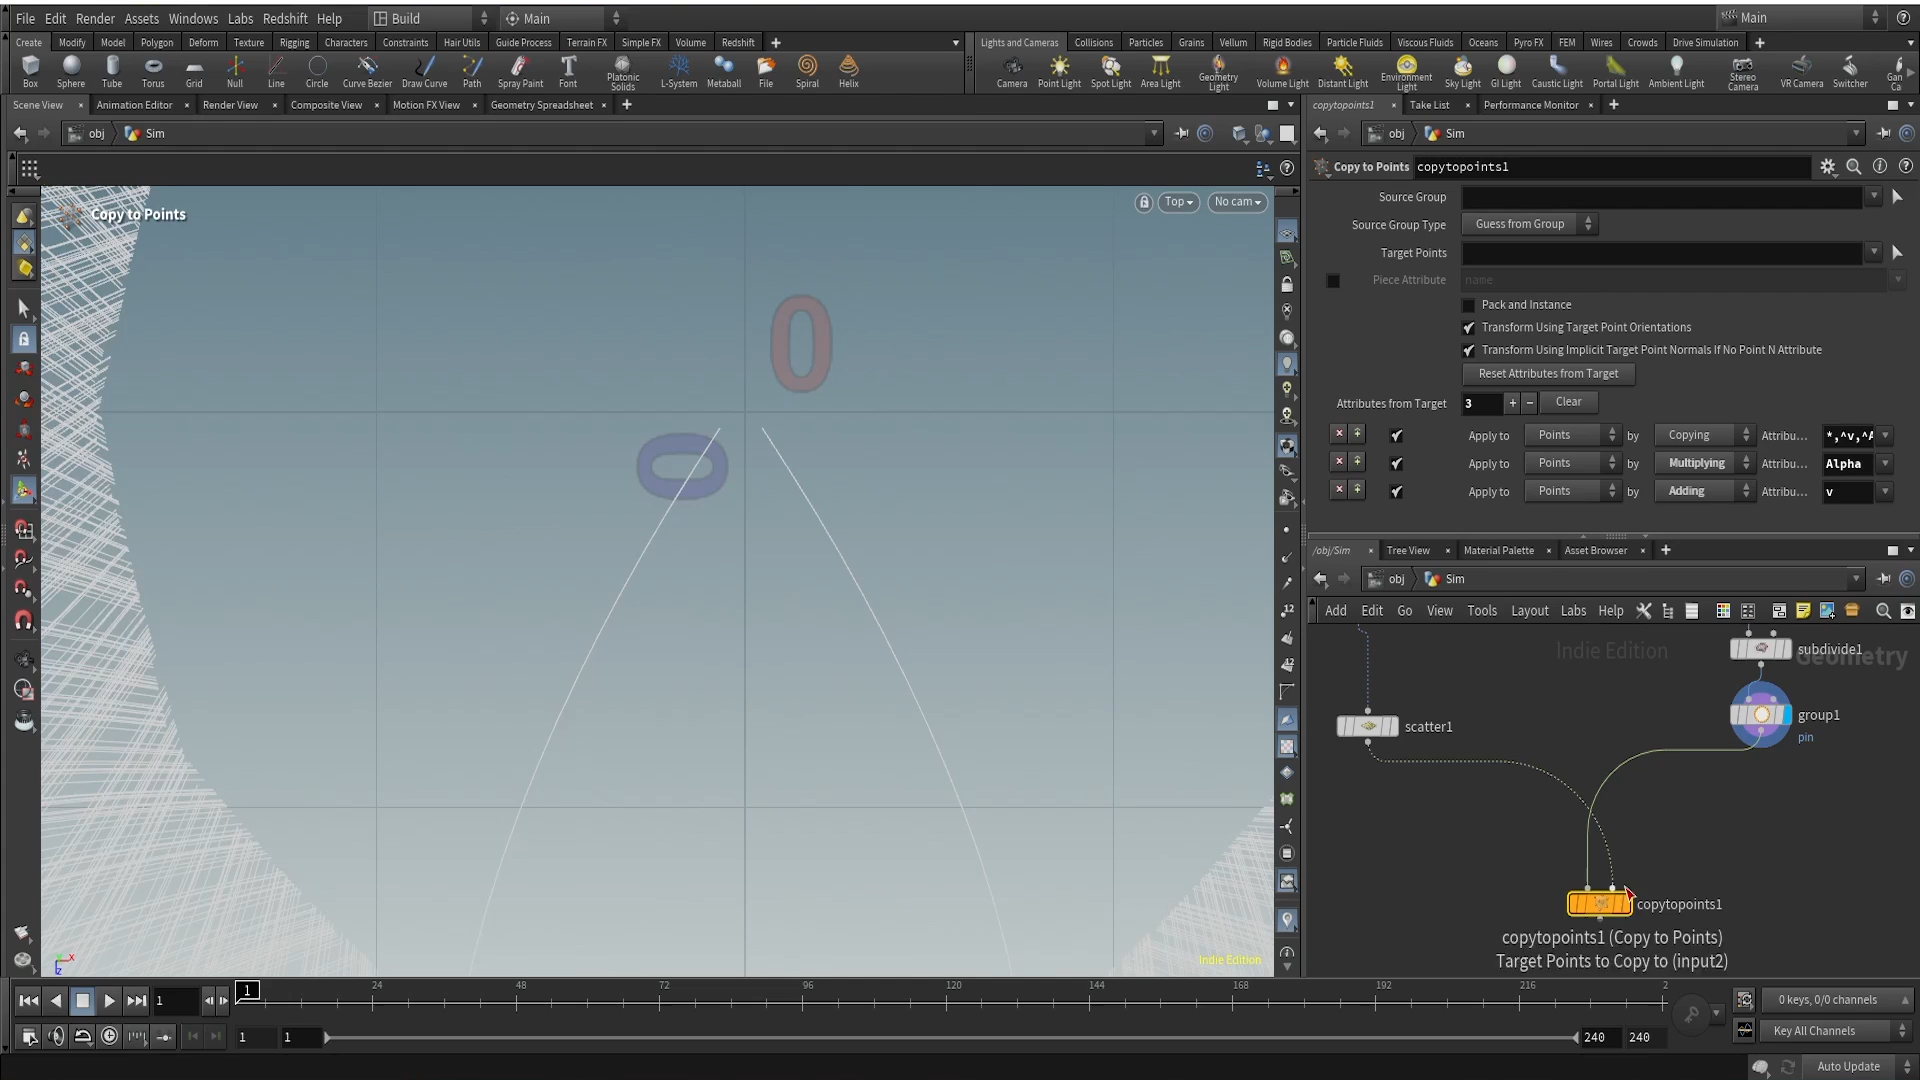 File Edit Render Assets Windows Labs Redshift Help Build Main Main
Create Modify Model Polygon Deform Texture Rigging Characters Constraints Hair Utils Guide Process Terrain FX Simple FX Volume Redshift
Lights and Cameras Collisions Particles Grains Vellum Rigid Bodies Particle Fluids Viscous Fluids Oceans Pyro FX FEM Wires Crowds Drive Simulation
Box Sphere Tube Torus Grid Null Line Circle Curve Bezier Draw Curve Path Spray Paint Font Platonic Solids L-System Metaball File Spiral Helix
Camera Point Light Spot Light Area Light Geometry Light Volume Light Distant Light Environment Light Sky Light GI Light Caustic Light Portal Light Ambient Light Stereo Camera VR Camera Switcher Gan Ca
Scene View Animation Editor Render View Composite View Motion FX View Geometry Spreadsheet
copytopoints1 Take List Performance Monitor
obj Sim
obj Sim
Copy to Points copytopoints1
Copy to Points
Top No cam
Source Group
Source Group Type Guess from Group
Target Points
Piece Attribute name
Pack and Instance
Transform Using Target Point Orientations
Transform Using Implicit Target Point Normals If No Point N Attribute
Reset Attributes from Target
Attributes from Target 3 Clear
Apply to Points by Copying Attribu... *,^v,^A
Apply to Points by Multiplying Attribu... Alpha
Apply to Points by Adding Attribu... v
0
0
/obj/Sim Tree View Material Palette Asset Browser
obj Sim
Add Edit Go View Tools Layout Labs Help
Indie Edition
Geometry
subdivide1
group1
pin
scatter1
copytopoints1
copytopoints1 (Copy to Points)
Target Points to Copy to (input2)
Indie Edition
x
z
12
12
1 1 24 48 72 96 120 144 168 192 216 2
0 keys, 0/0 channels
1 1 240 240
Key All Channels
Auto Update